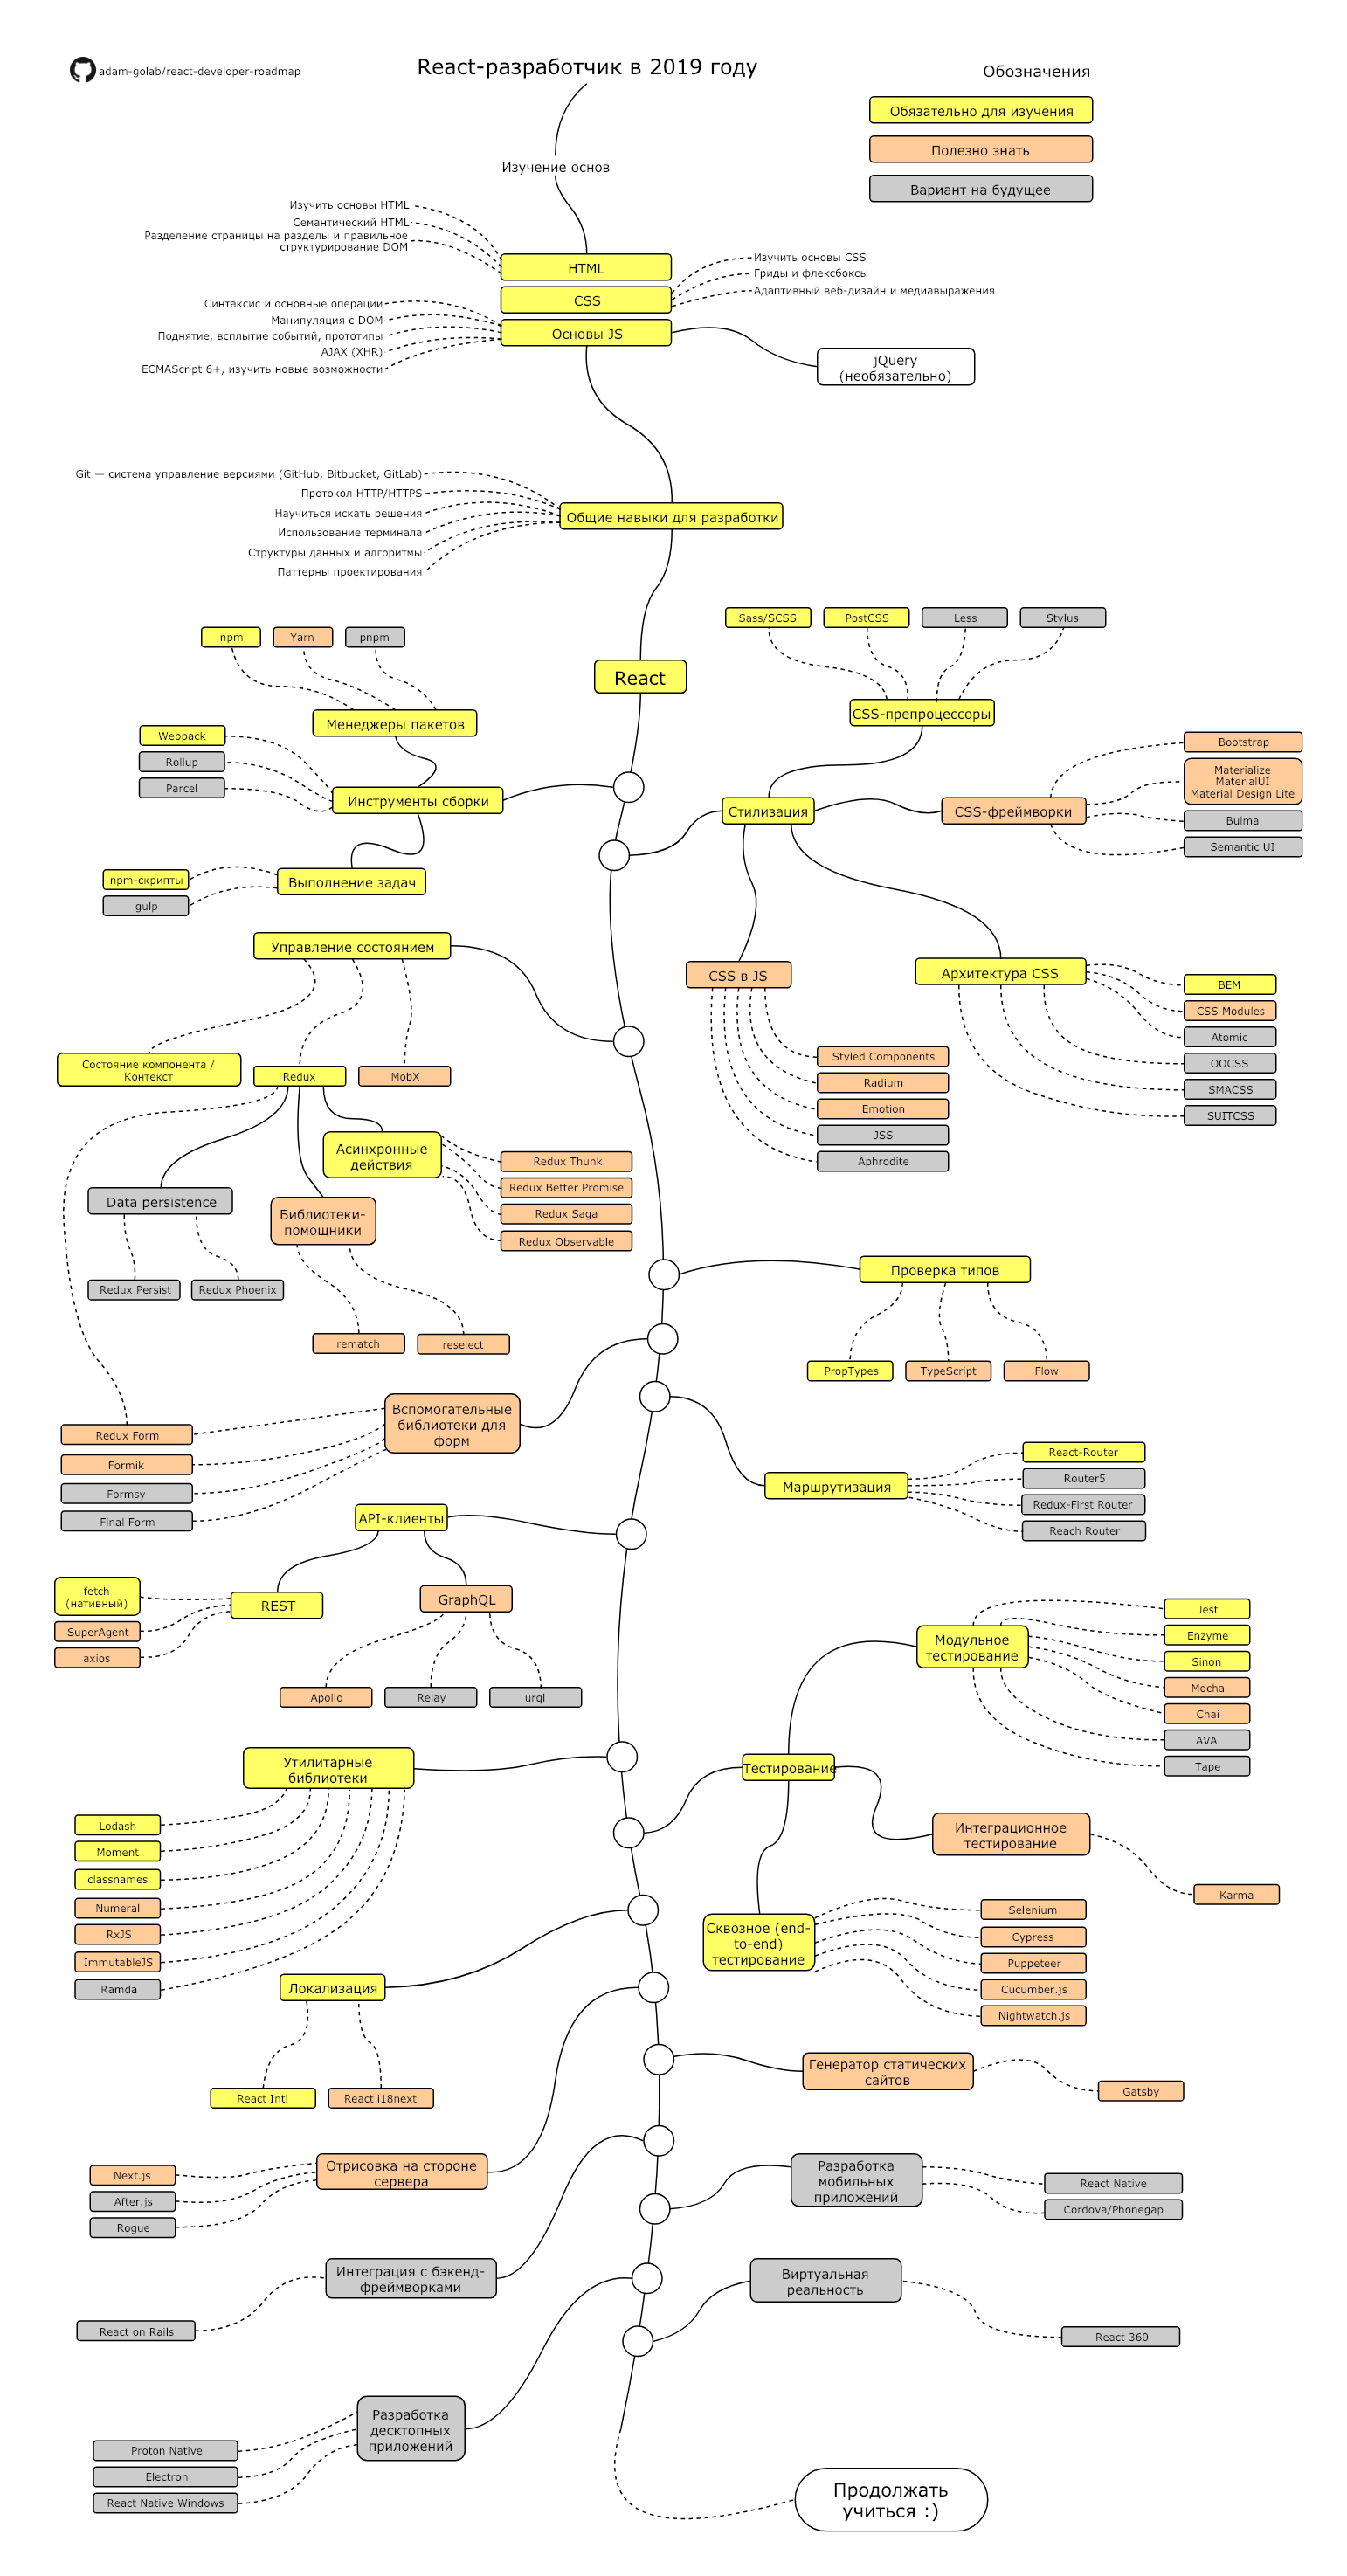 adam-golab/react-developer-roadmap
React-разработчик в 2019 году
Обозначения
Обязательно для изучения
Полезно знать
Вариант на будущее
Изучение основ
Изучить основы HTML
Семантический HTML
Разделение страницы на разделы и правильное
структурирование DOM
HTML
CSS
Основы JS
Изучить основы CSS
Гриды и флексбоксы
Адаптивный веб-дизайн и медиавыражения
Синтаксис и основные операции
Манипуляция с DOM
Поднятие, всплытие событий, прототипы
AJAX (XHR)
ECMAScript 6+, изучить новые возможности
jQuery
(необязательно)
Git — система управление версиями (GitHub, Bitbucket, GitLab)
Протокол HTTP/HTTPS
Научиться искать решения
Использование терминала
Структуры данных и алгоритмы
Паттерны проектирования
Общие навыки для разработки
React
npm
Yarn
pnpm
Менеджеры пакетов
Webpack
Rollup
Parcel
Инструменты сборки
npm-скрипты
gulp
Выполнение задач
Sass/SCSS
PostCSS
Less
Stylus
CSS-препроцессоры
Стилизация
CSS-фреймворки
Bootstrap
Materialize
MaterialUI
Material Design Lite
Bulma
Semantic UI
CSS в JS
Styled Components
Radium
Emotion
JSS
Aphrodite
Архитектура CSS
BEM
CSS Modules
Atomic
OOCSS
SMACSS
SUITCSS
Управление состоянием
Состояние компонента /
Контекст
Redux
MobX
Асинхронные
действия
Redux Thunk
Redux Better Promise
Redux Saga
Redux Observable
Data persistence
Redux Persist
Redux Phoenix
Библиотеки-
помощники
rematch
reselect
Проверка типов
PropTypes
TypeScript
Flow
Вспомогательные
библиотеки для
форм
Redux Form
Formik
Formsy
Final Form
Маршрутизация
React-Router
Router5
Redux-First Router
Reach Router
API-клиенты
REST
fetch
(нативный)
SuperAgent
axios
GraphQL
Apollo
Relay
urql
Утилитарные
библиотеки
Lodash
Moment
classnames
Numeral
RxJS
ImmutableJS
Ramda
Тестирование
Модульное
тестирование
Jest
Enzyme
Sinon
Mocha
Chai
AVA
Tape
Интеграционное
тестирование
Karma
Сквозное (end-
to-end)
тестирование
Selenium
Cypress
Puppeteer
Cucumber.js
Nightwatch.js
Локализация
React Intl
React i18next
Генератор статических
сайтов
Gatsby
Отрисовка на стороне
сервера
Next.js
After.js
Rogue
Разработка
мобильных
приложений
React Native
Cordova/Phonegap
Интеграция с бэкенд-
фреймворками
React on Rails
Виртуальная
реальность
React 360
Разработка
десктопных
приложений
Proton Native
Electron
React Native Windows
Продолжать
учиться :)